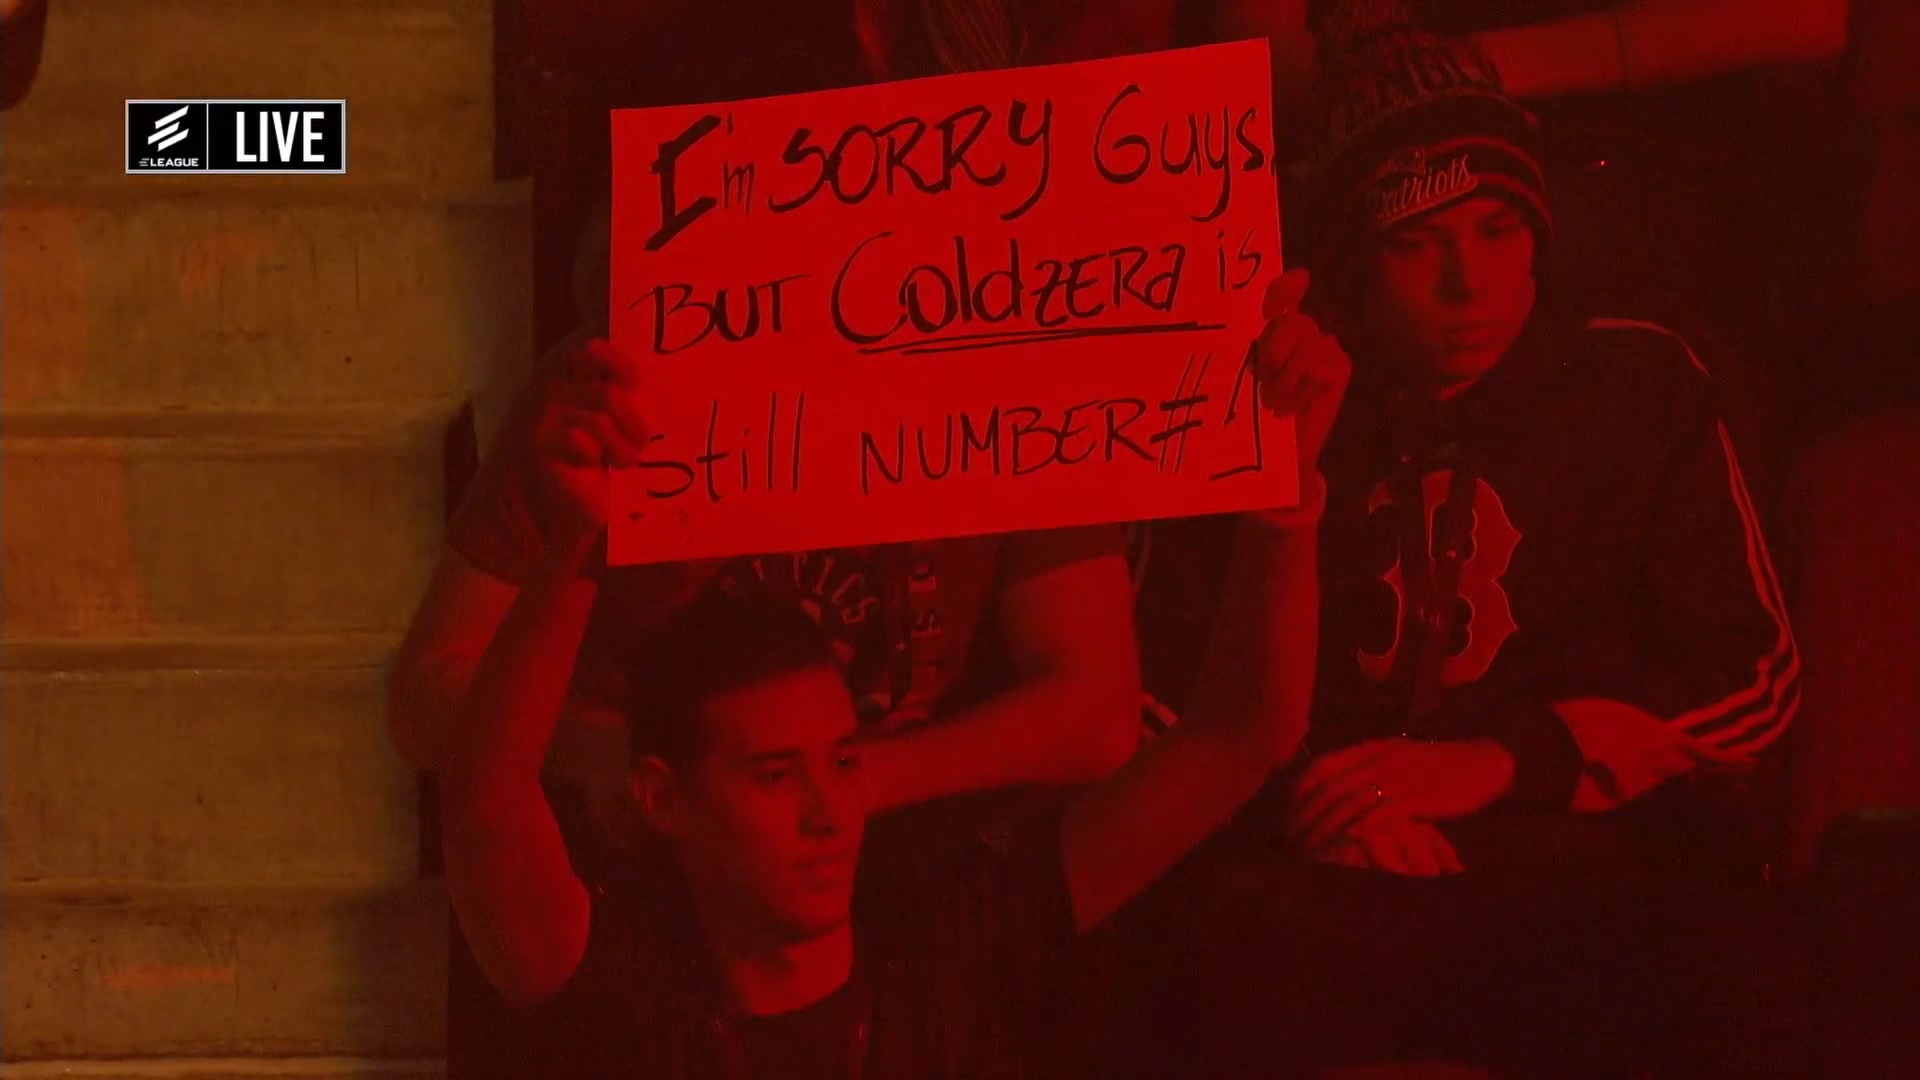 ELEAGUE LIVE
I'm SORRY Guys,
BUT ColdzERa is
still NUMBER #1
Patriots
B